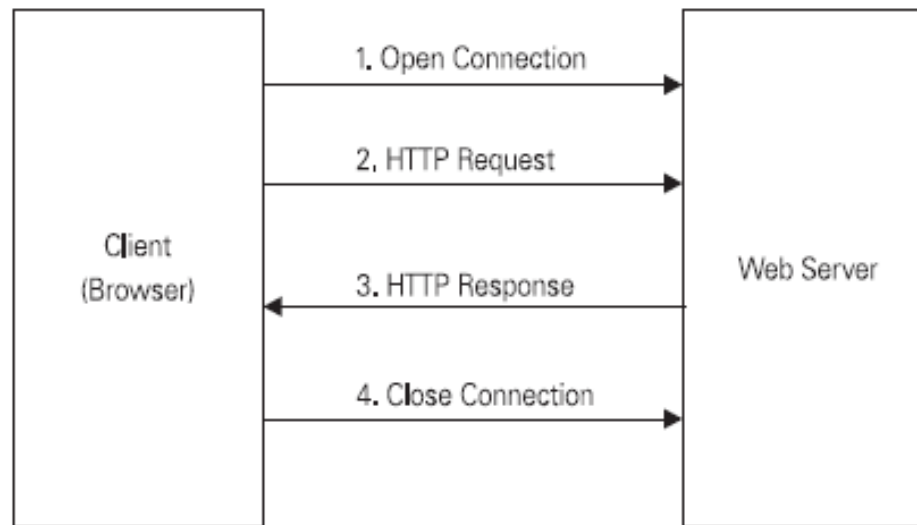 1. Open Connection
2. HTTP Request
Client
(Browser)
Web Server
3. HTTP Response
4. Close Connection